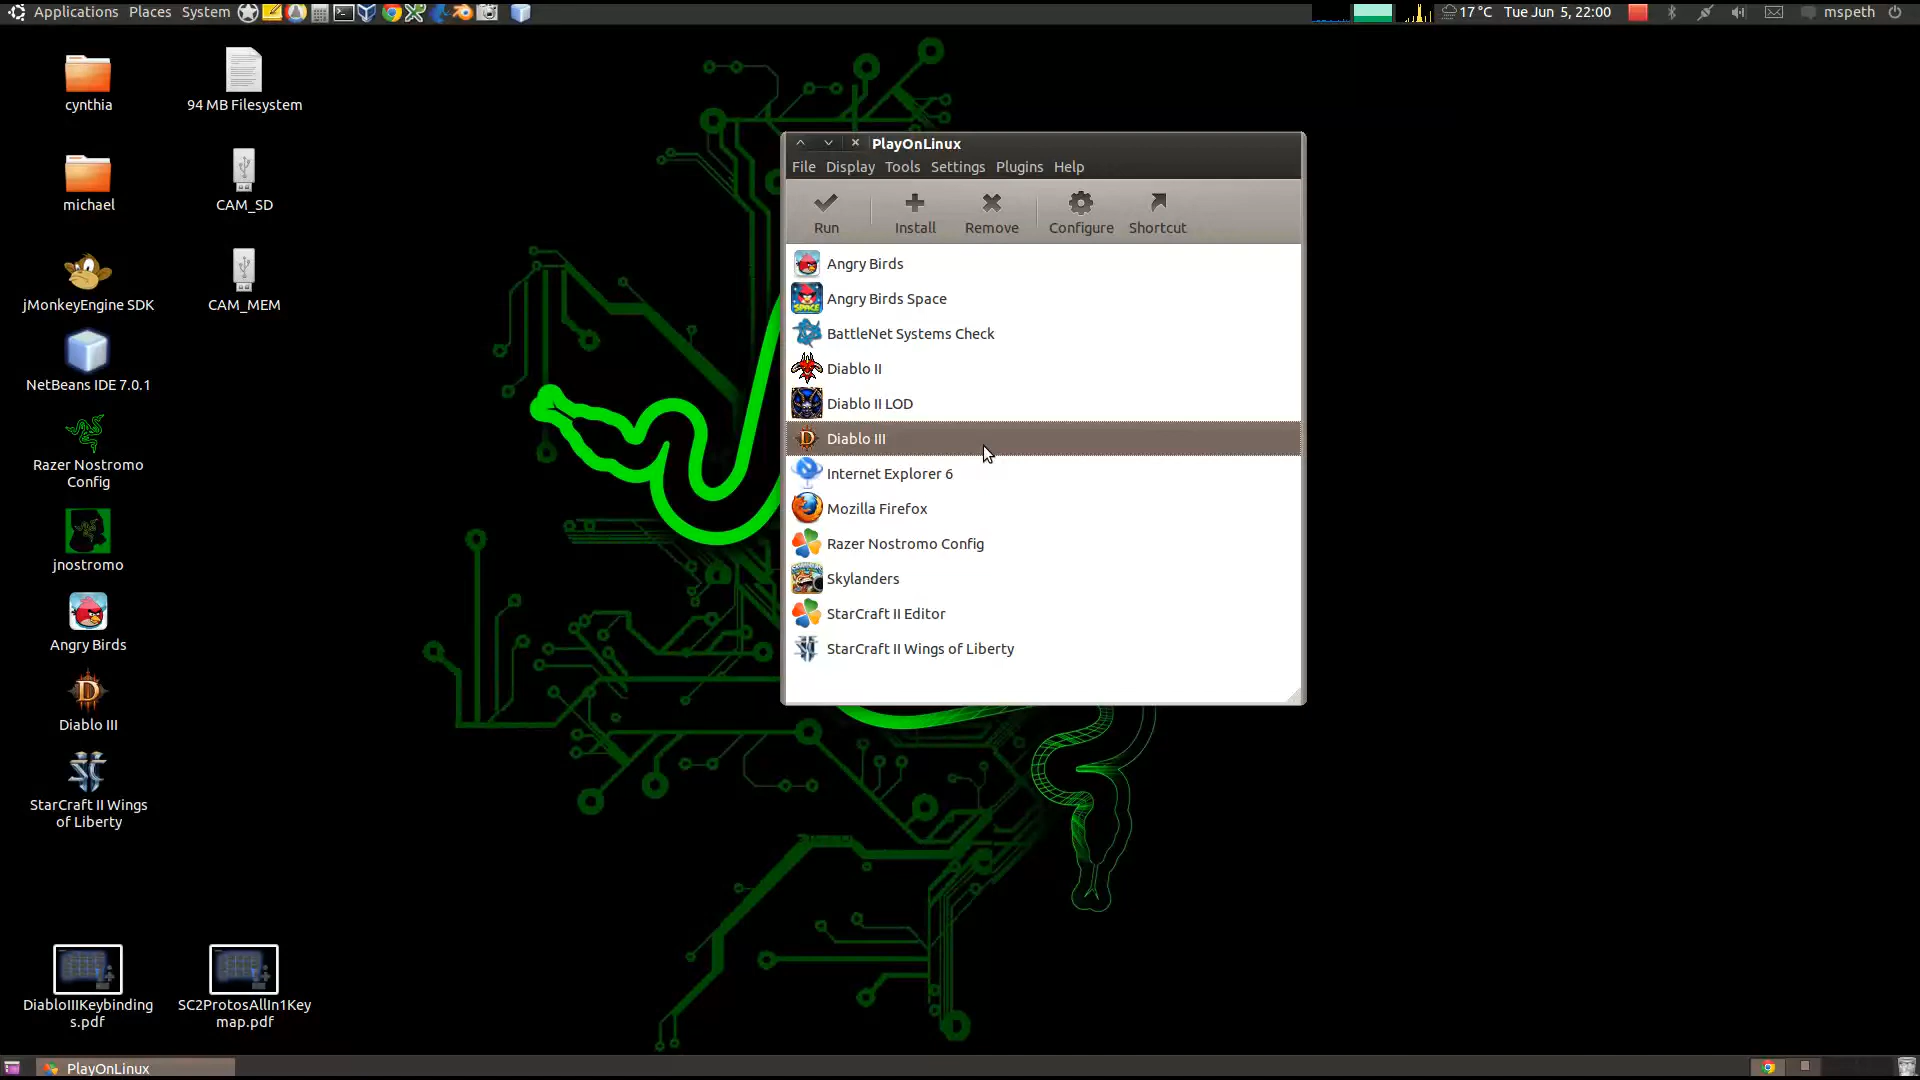 Applications Places System
17 °C Tue Jun 5, 22:00 mspeth
cynthia
94 MB Filesystem
michael
CAM_SD
jMonkeyEngine SDK
CAM_MEM
NetBeans IDE 7.0.1
Razer Nostromo
Config
jnostromo
Angry Birds
Diablo III
StarCraft II Wings
of Liberty
DiabloIIIKeybinding
s.pdf
SC2ProtosAllIn1Key
map.pdf
PlayOnLinux
File Display Tools Settings Plugins Help
Run Install Remove Configure Shortcut
Angry Birds
Angry Birds Space
BattleNet Systems Check
Diablo II
Diablo II LOD
Diablo III
Internet Explorer 6
Mozilla Firefox
Razer Nostromo Config
Skylanders
StarCraft II Editor
StarCraft II Wings of Liberty
PlayOnLinux